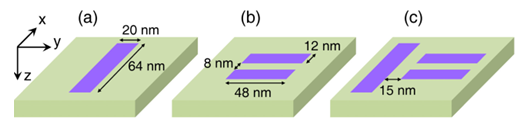 (a) (b) (c)
x
y
z
20 nm
64 nm
8 nm
12 nm
48 nm
15 nm